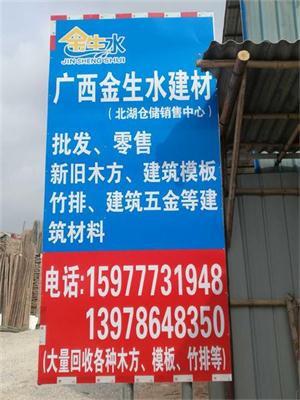 金生水
JIN SHENG SHUI
广西金生水建材
(北湖仓储销售中心)
批发、零售
新旧木方、建筑模板
竹排、建筑五金等建
筑材料
电话:15977731948
13978648350
(大量回收各种木方、模板、竹排等)